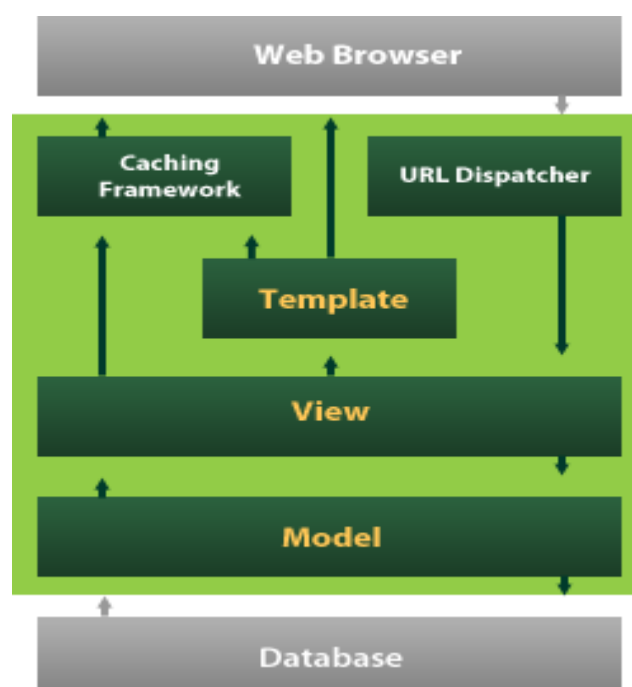 Web Browser
Caching
Framework
URL Dispatcher
Template
View
Model
Database